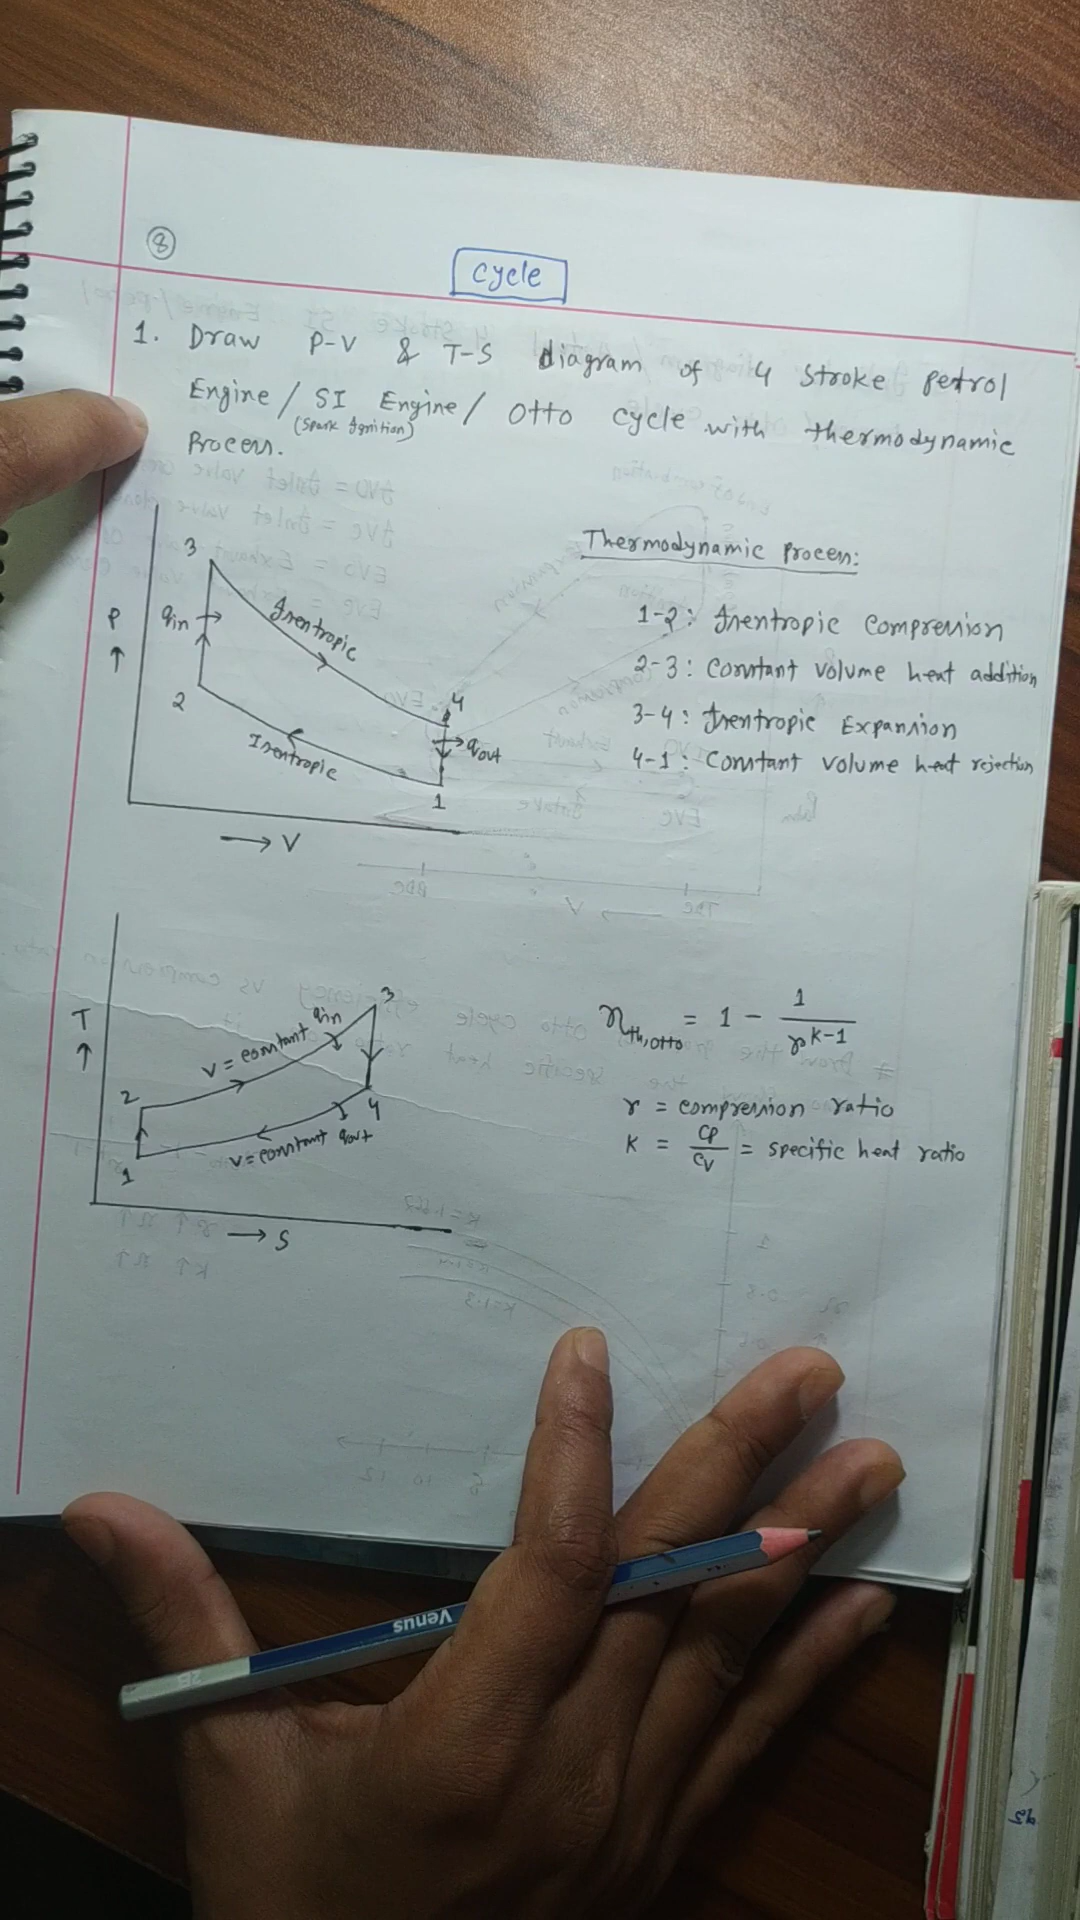 8
Cycle
1. Draw P-V & T-S diagram of 4 Stroke Petrol
Engine / SI Engine / Otto cycle with thermodynamic
(Spark Ignition)
Process.
Thermodynamic Process:
1-2: Isentropic Compression
2-3: Constant volume heat addition
3-4: Isentropic Expansion
4-1: Constant volume heat rejection
P ↑
3
qin
Isentropic
2
4
qout
Isentropic
1
→ V
T ↑
3
qin
V = constant
2
4
V = constant qout
1
→ S
ηth,otto = 1 - 1/r^k-1
r = compression ratio
K = CP/CV = specific heat ratio
Venus
2B